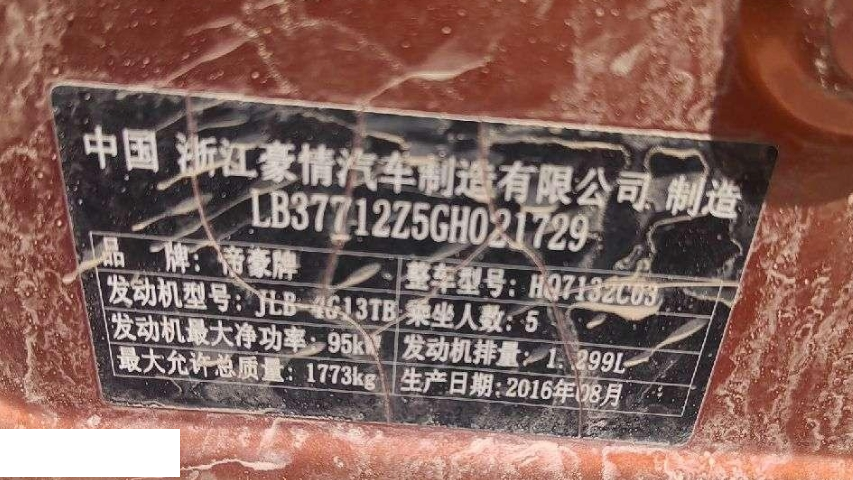 中国 浙江豪情汽车制造有限公司 制造
LB37712Z5GH021729
品 牌: 帝豪牌 整车型号: HQ7132C03
发动机型号: JLB-4G13TB 乘坐人数: 5
发动机最大净功率: 95kW 发动机排量: 1.299L
最大允许总质量: 1773kg 生产日期: 2016年08月